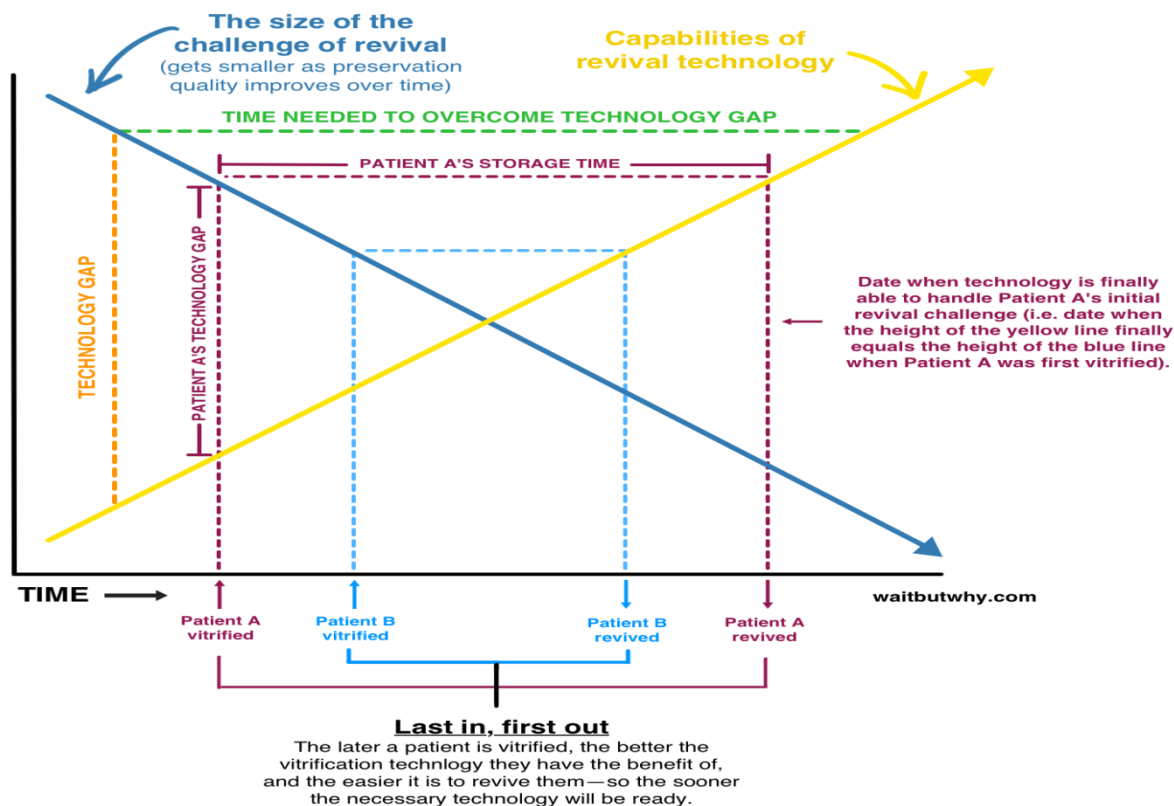 The size of the
challenge of revival
(gets smaller as preservation
quality improves over time)
Capabilities of
revival technology
TIME NEEDED TO OVERCOME TECHNOLOGY GAP
PATIENT A'S STORAGE TIME
TECHNOLOGY GAP
PATIENT A'S TECHNOLOGY GAP
Date when technology is finally
able to handle Patient A's initial
revival challenge (i.e. date when
the height of the yellow line finally
equals the height of the blue line
when Patient A was first vitrified).
TIME
waitbutwhy.com
Patient A
vitrified
Patient B
vitrified
Patient B
revived
Patient A
revived
Last in, first out
The later a patient is vitrified, the better the
vitrification technlogy they have the benefit of,
and the easier it is to revive them—so the sooner
the necessary technology will be ready.